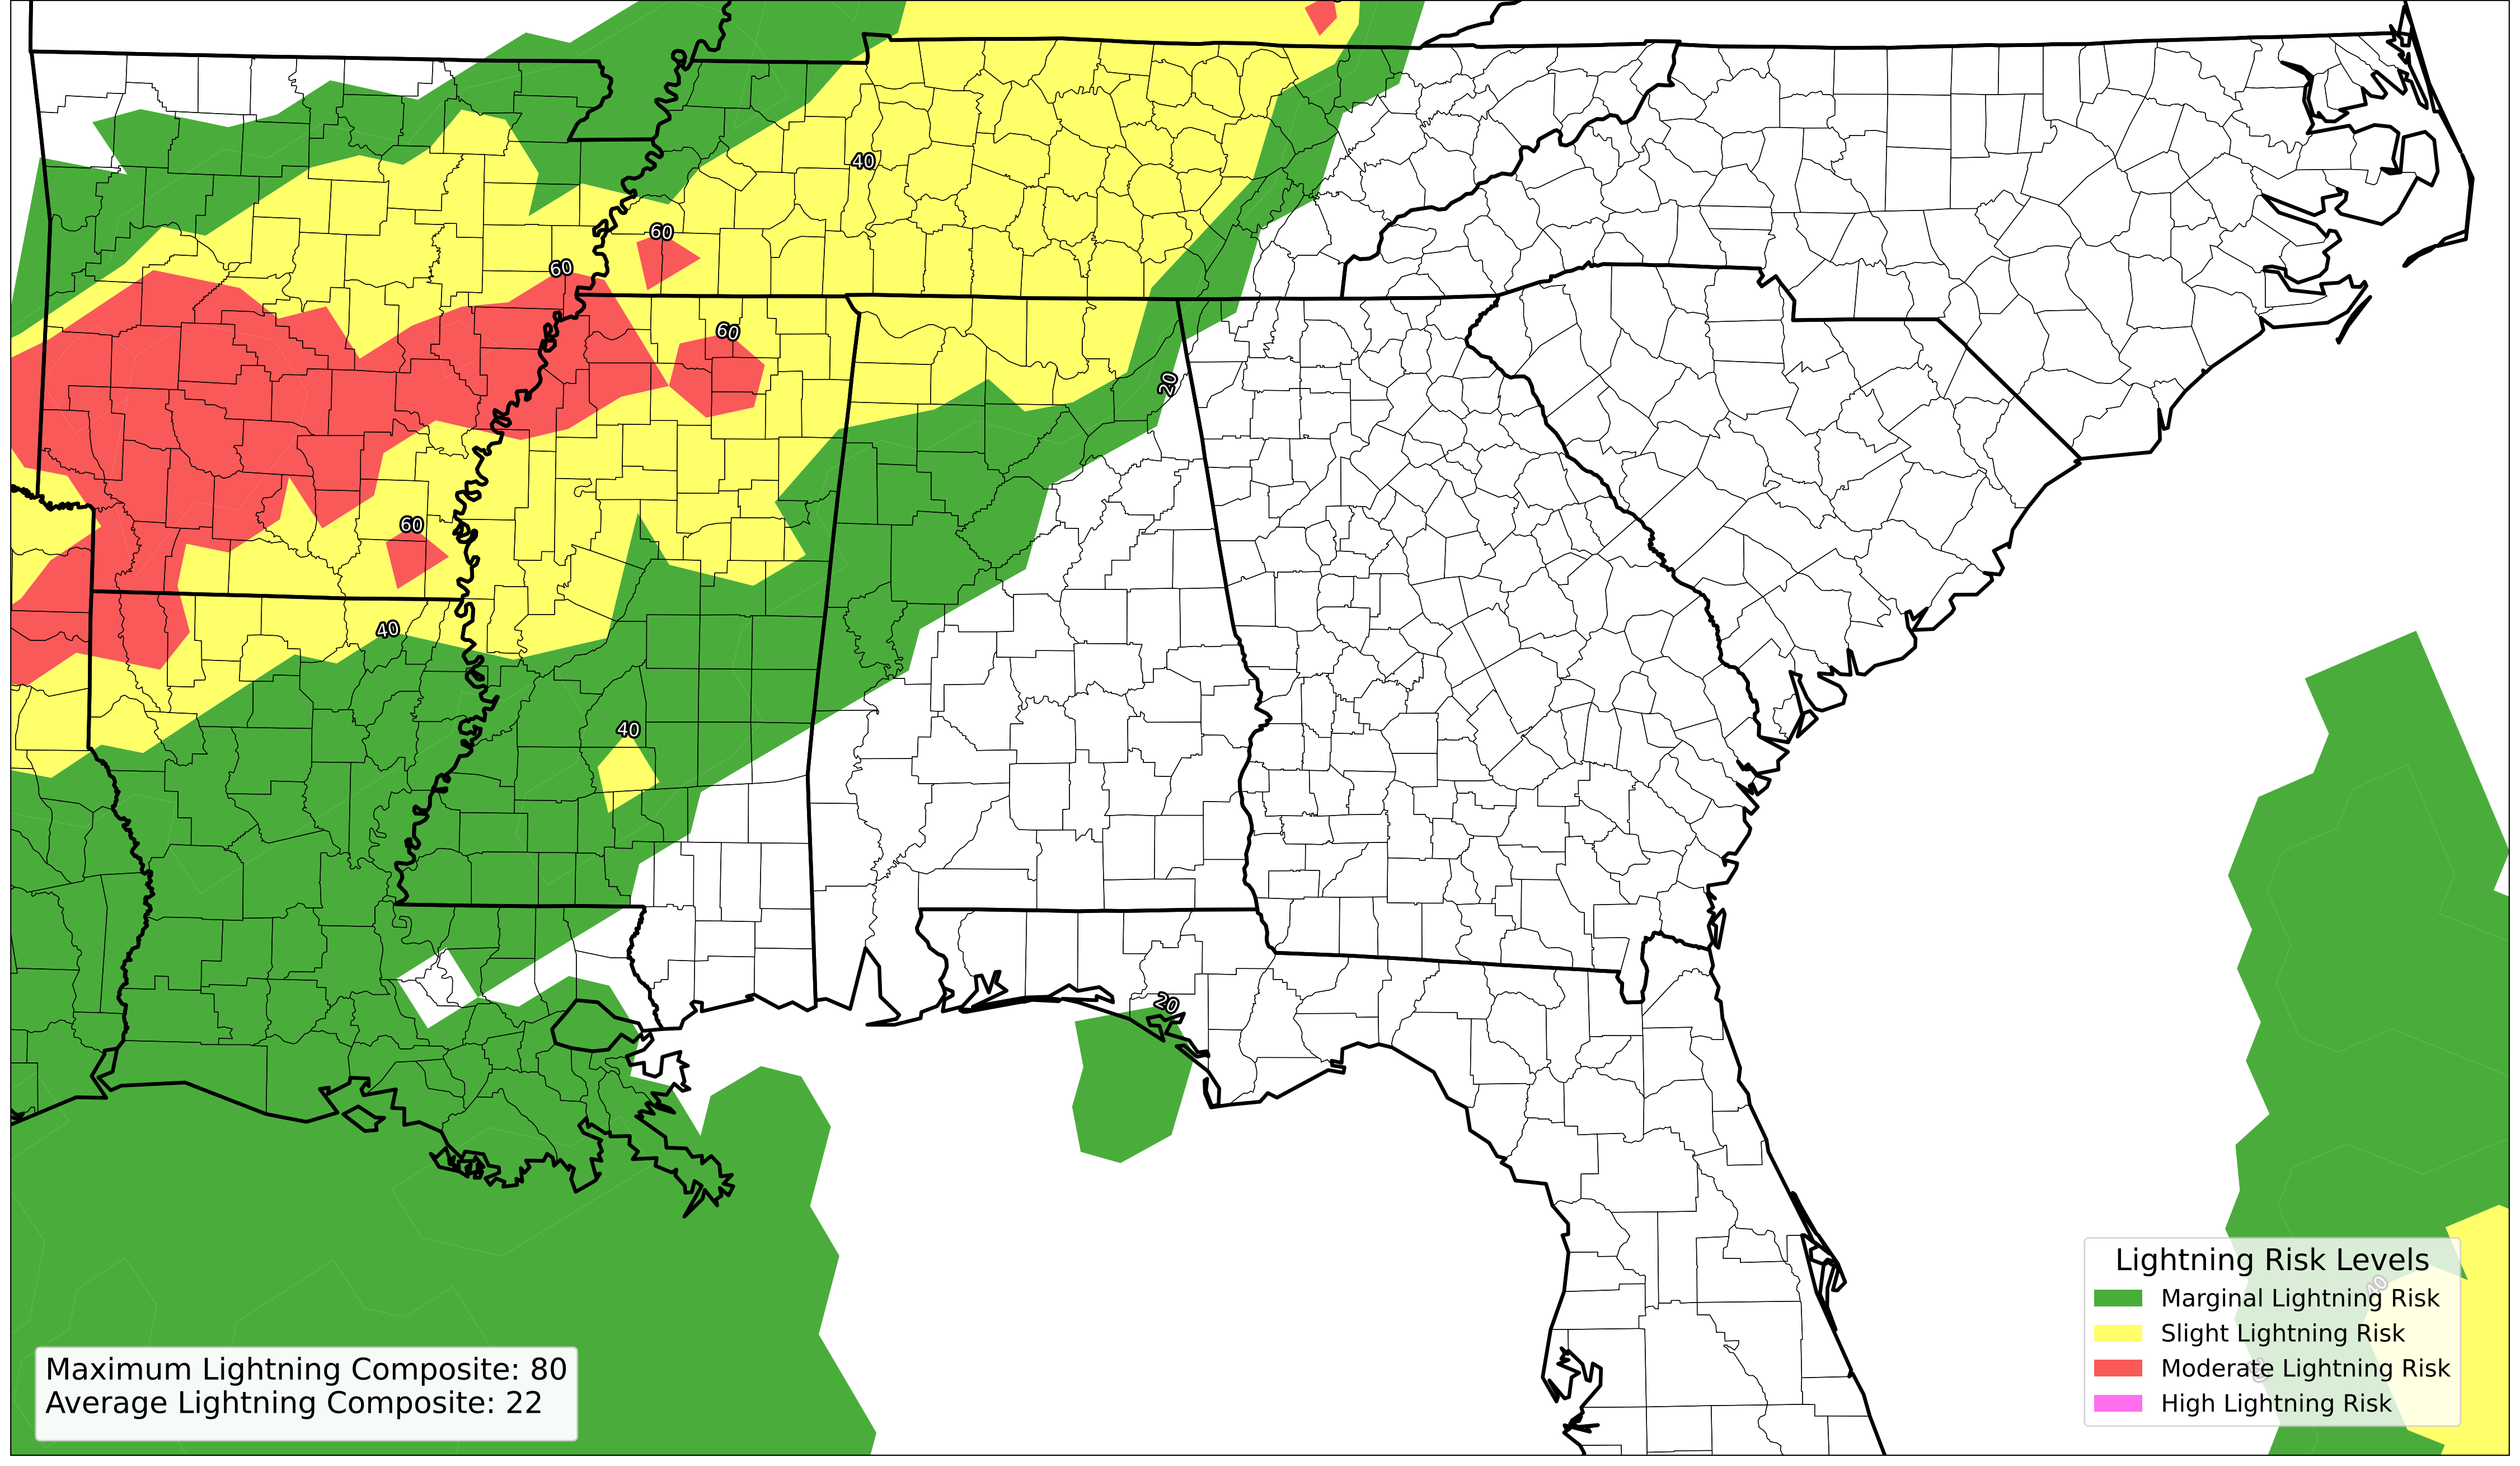 40
60
60
60
20
60
40
40
20
Lightning Risk Levels
Marginal Lightning Risk
Slight Lightning Risk
Moderate Lightning Risk
High Lightning Risk
40
Maximum Lightning Composite: 80
Average Lightning Composite: 22